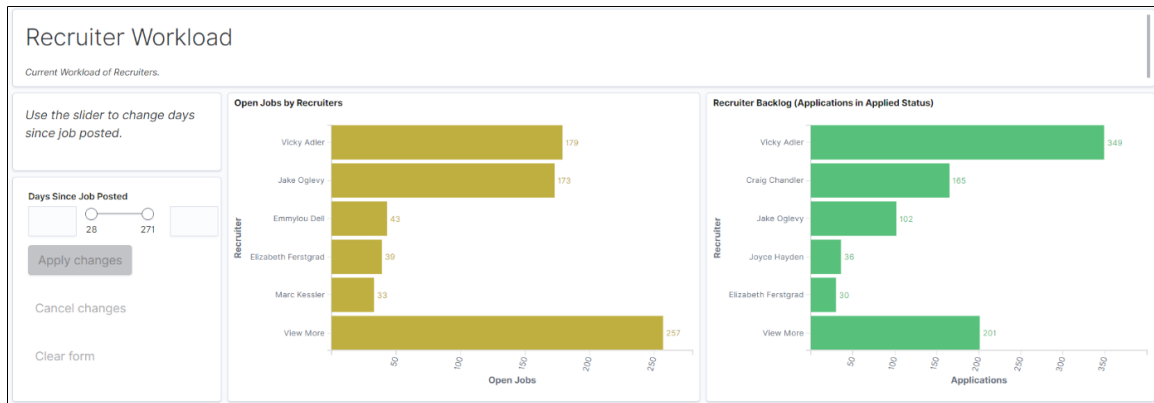 Recruiter Workload
Current Workload of Recruiters.
Use the slider to change days
since job posted.
Days Since Job Posted
28
271
Apply changes
Cancel changes
Clear form
Open Jobs by Recruiters
Recruiter
Vicky Adler
179
Jake Oglevy
173
Emmylou Dell
43
Elizabeth Ferstgrad
39
Marc Kessler
33
View More
257
50
100
150
200
250
Open Jobs
Recruiter Backlog (Applications in Applied Status)
Recruiter
Vicky Adler
349
Craig Chandler
165
Jake Oglevy
102
Joyce Hayden
36
Elizabeth Ferstgrad
30
View More
201
50
100
150
200
250
300
350
Applications